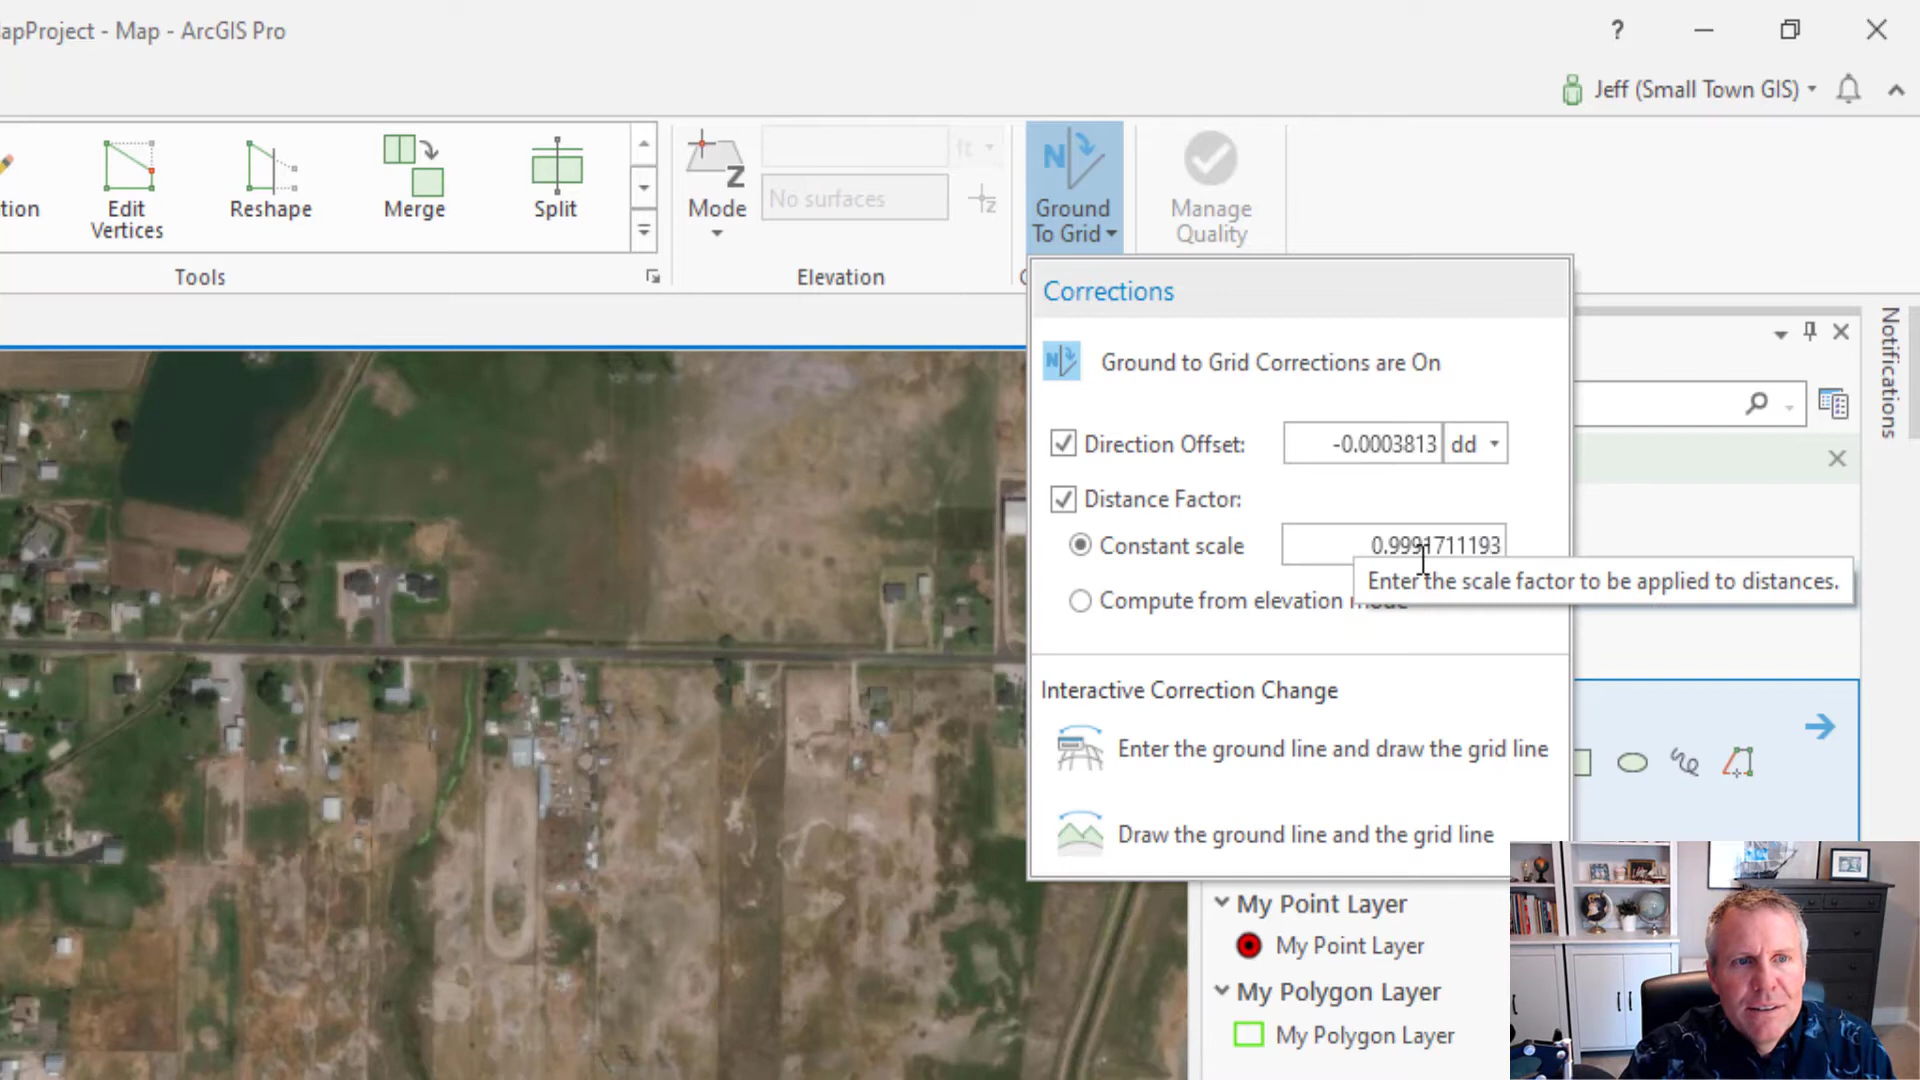 apProject - Map - ArcGIS Pro
?
Jeff (Small Town GIS)
tion
Edit
Vertices
Reshape
Merge
Split
Mode
Z
ft
No surfaces
N
Ground
To Grid
Manage
Quality
Tools
Elevation
Corrections
Ground to Grid Corrections are On
Direction Offset: -0.0003813 dd
Distance Factor:
Constant scale 0.9991711193
Enter the scale factor to be applied to distances.
Compute from elevation mode
Interactive Correction Change
Enter the ground line and draw the grid line
Draw the ground line and the grid line
Notifications
My Point Layer
My Point Layer
My Polygon Layer
My Polygon Layer